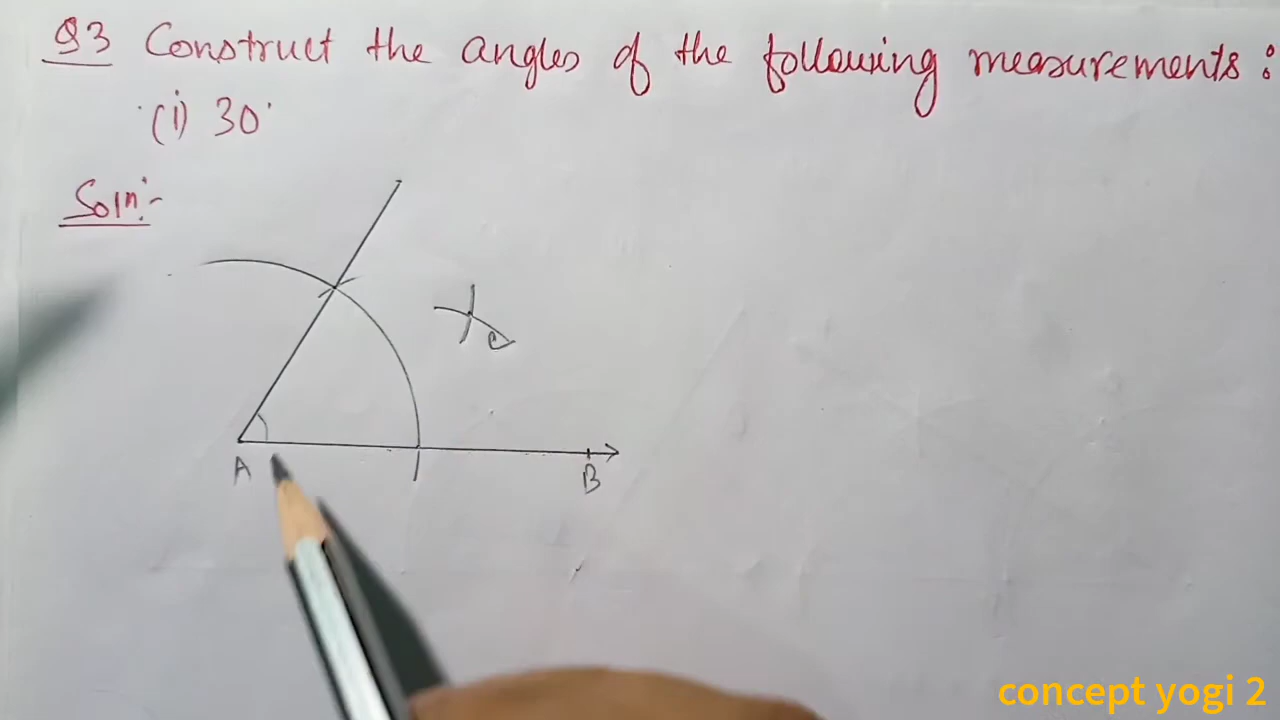 Q3 Construct the angles of the following measurements:
(i) 30°
Soln:-
C
A
B
concept yogi 2